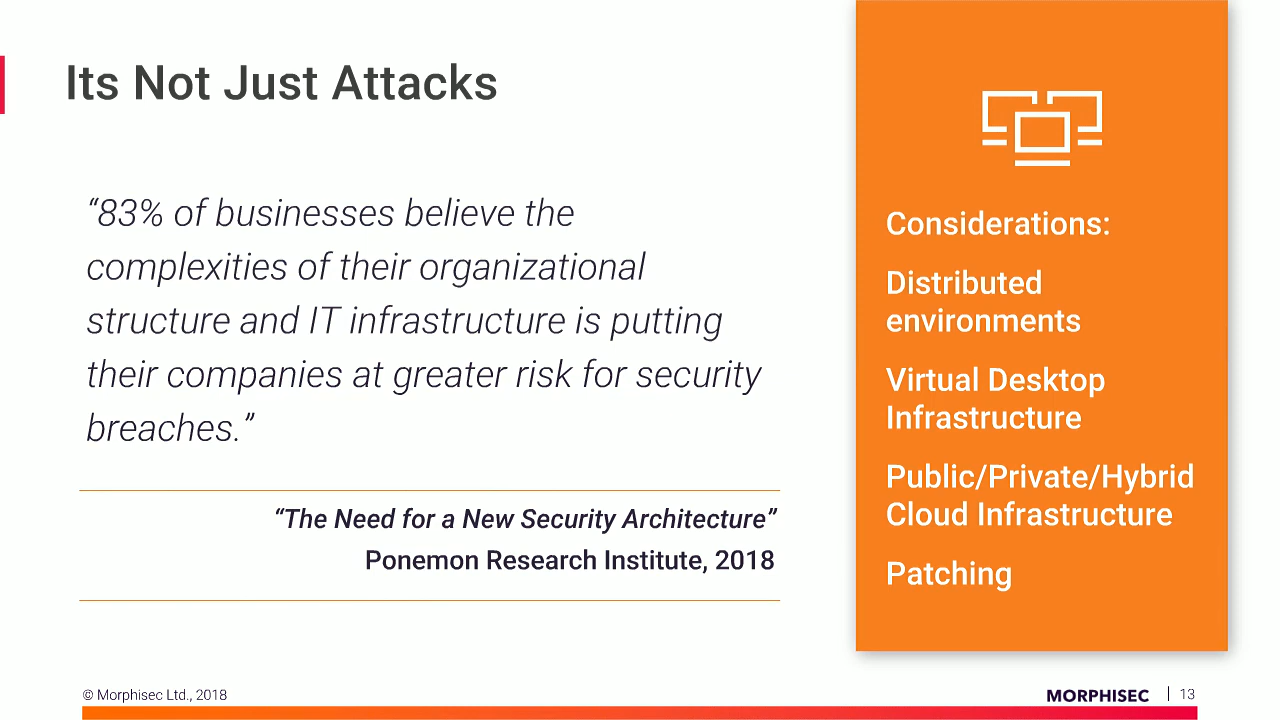 Its Not Just Attacks
“83% of businesses believe the
complexities of their organizational
structure and IT infrastructure is putting
their companies at greater risk for security
breaches.”
“The Need for a New Security Architecture”
Ponemon Research Institute, 2018
Considerations:
Distributed
environments
Virtual Desktop
Infrastructure
Public/Private/Hybrid
Cloud Infrastructure
Patching
© Morphisec Ltd., 2018
MORPHISEC | 13